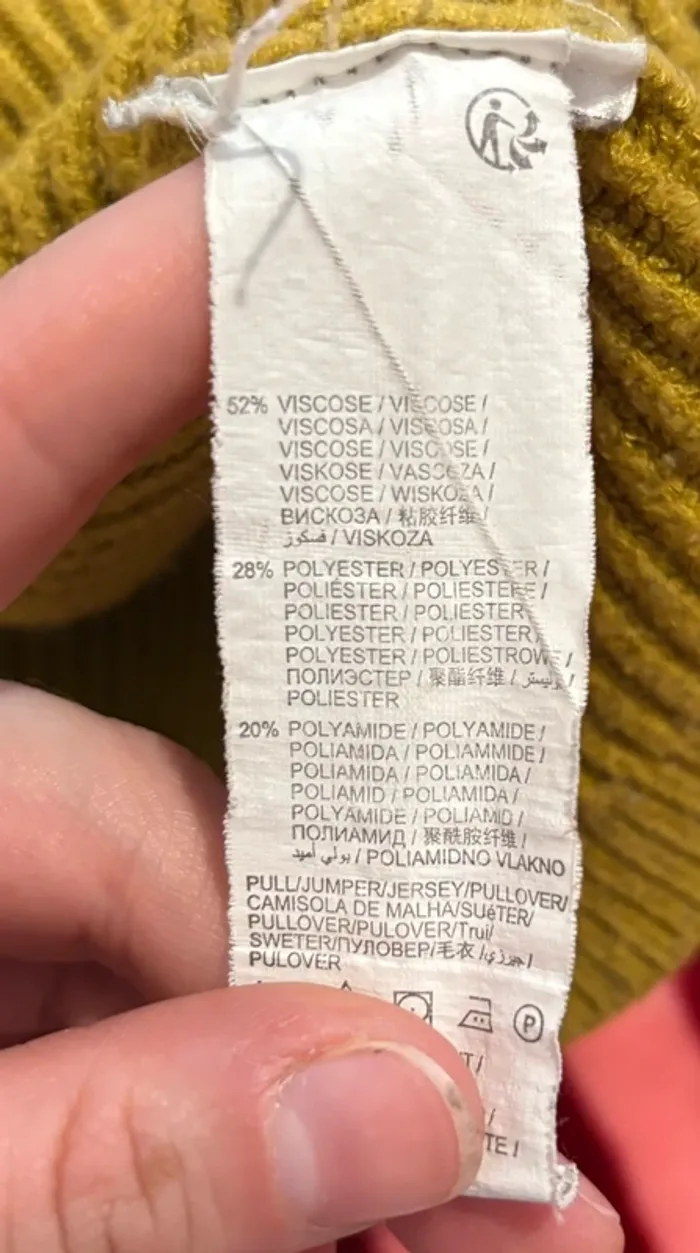 52% VISCOSE / VISCOSE /
VISCOSA / VISCOSA /
VISCOSE / VISCOSE /
VISKOSE / VASCOZA /
VISCOSE / WISKOZA /
ВИСКОЗА / 粘胶纤维 /
فسكوز / VISKOZA
28% POLYESTER / POLYESTER /
POLIÉSTER / POLIESTERE /
POLIESTER / POLIESTER
POLYESTER / POLIESTER /
POLYESTER / POLIESTROWE /
ПОЛИЭСТЕР / 聚酯纤维 / بوليستر /
POLIESTER
20% POLYAMIDE / POLYAMIDE /
POLIAMIDA / POLIAMMIDE /
POLIAMIDA / POLIAMIDA /
POLIAMID / POLIAMIDA /
POLYAMIDE / POLIAMID /
ПОЛИАМИД / 聚酰胺纤维 /
بولي أميد / POLIAMIDNO VLAKNO
PULL/JUMPER/JERSEY/PULLOVER/
CAMISOLA DE MALHA/SUéTER/
PULLOVER/PULOVER/Trui/
SWETER/ПУЛОВЕР/毛衣 /جيرزي/
PULOVER
P